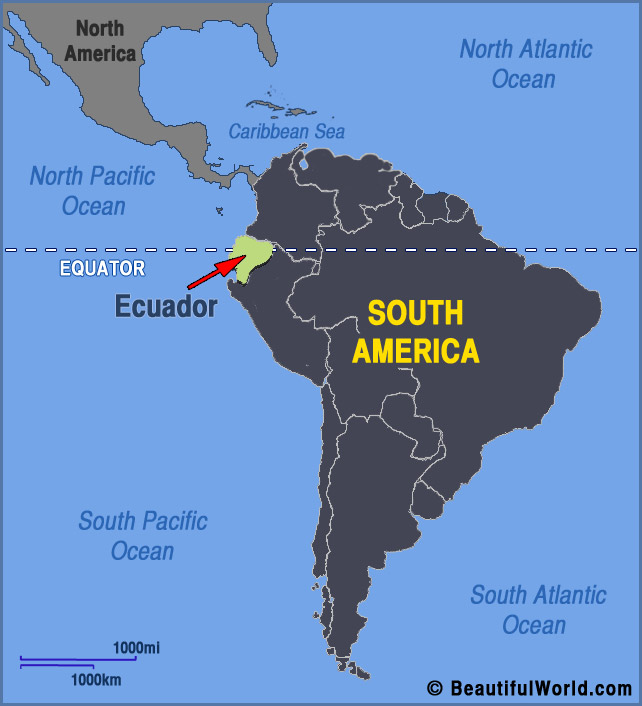 North
America
North Atlantic
Ocean
Caribbean Sea
North Pacific
Ocean
EQUATOR
Ecuador
SOUTH
AMERICA
South Pacific
Ocean
South Atlantic
Ocean
1000mi
1000km
© BeautifulWorld.com